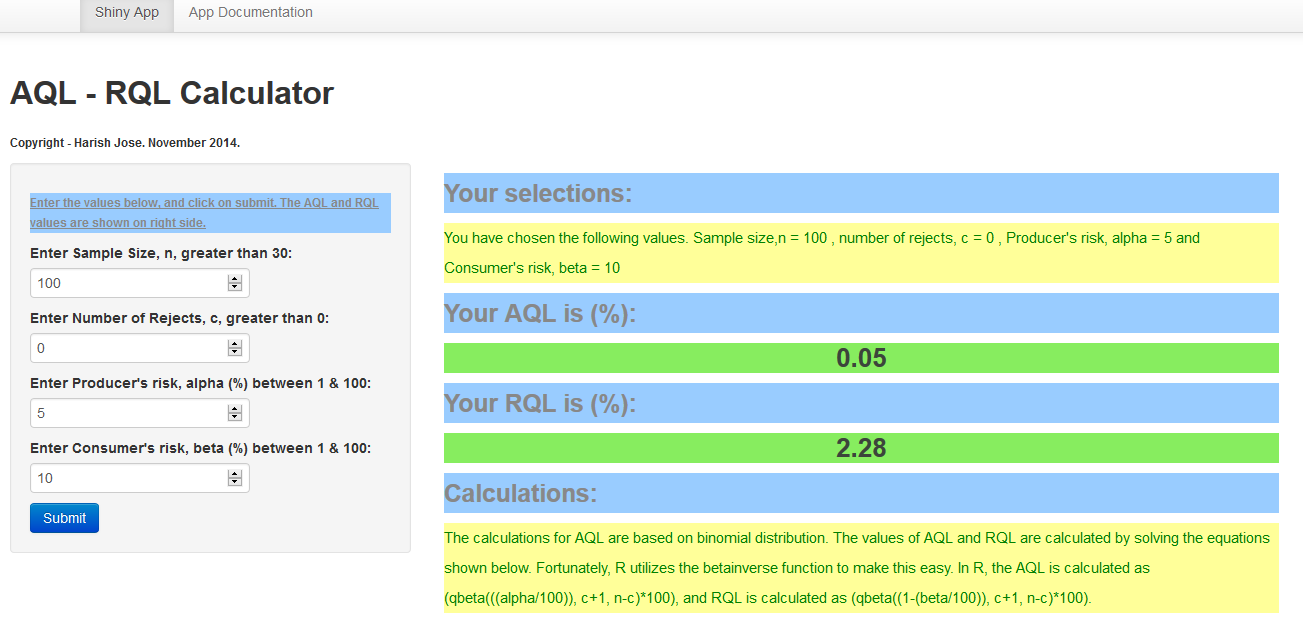 Shiny App App Documentation
AQL - RQL Calculator
Copyright - Harish Jose. November 2014.
Enter the values below, and click on submit. The AQL and RQL
values are shown on right side.
Enter Sample Size, n, greater than 30:
100
Enter Number of Rejects, c, greater than 0:
0
Enter Producer's risk, alpha (%) between 1 & 100:
5
Enter Consumer's risk, beta (%) between 1 & 100:
10
Submit
Your selections:
You have chosen the following values. Sample size,n = 100 , number of rejects, c = 0 , Producer's risk, alpha = 5 and
Consumer's risk, beta = 10
Your AQL is (%):
0.05
Your RQL is (%):
2.28
Calculations:
The calculations for AQL are based on binomial distribution. The values of AQL and RQL are calculated by solving the equations
shown below. Fortunately, R utilizes the betainverse function to make this easy. In R, the AQL is calculated as
(qbeta(((alpha/100)), c+1, n-c)*100), and RQL is calculated as (qbeta((1-(beta/100)), c+1, n-c)*100).